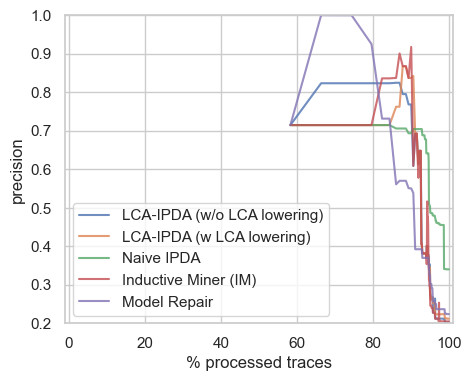 1.0
0.9
0.8
0.7
0.6
0.5
0.4
0.3
0.2
precision
LCA-IPDA (w/o LCA lowering)
LCA-IPDA (w LCA lowering)
Naive IPDA
Inductive Miner (IM)
Model Repair
0 20 40 60 80 100
% processed traces